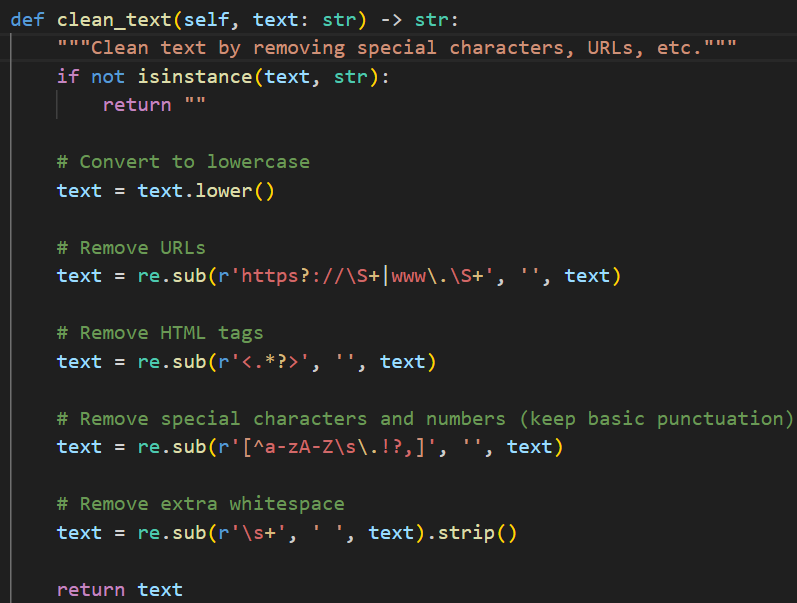 def clean_text(self, text: str) -> str:
    """Clean text by removing special characters, URLs, etc."""
    if not isinstance(text, str):
        return ""

    # Convert to lowercase
    text = text.lower()

    # Remove URLs
    text = re.sub(r'https?://\S+|www\.\S+', '', text)

    # Remove HTML tags
    text = re.sub(r'<.*?>', '', text)

    # Remove special characters and numbers (keep basic punctuation)
    text = re.sub(r'[^a-zA-Z\s\.!?,]', '', text)

    # Remove extra whitespace
    text = re.sub(r'\s+', ' ', text).strip()

    return text